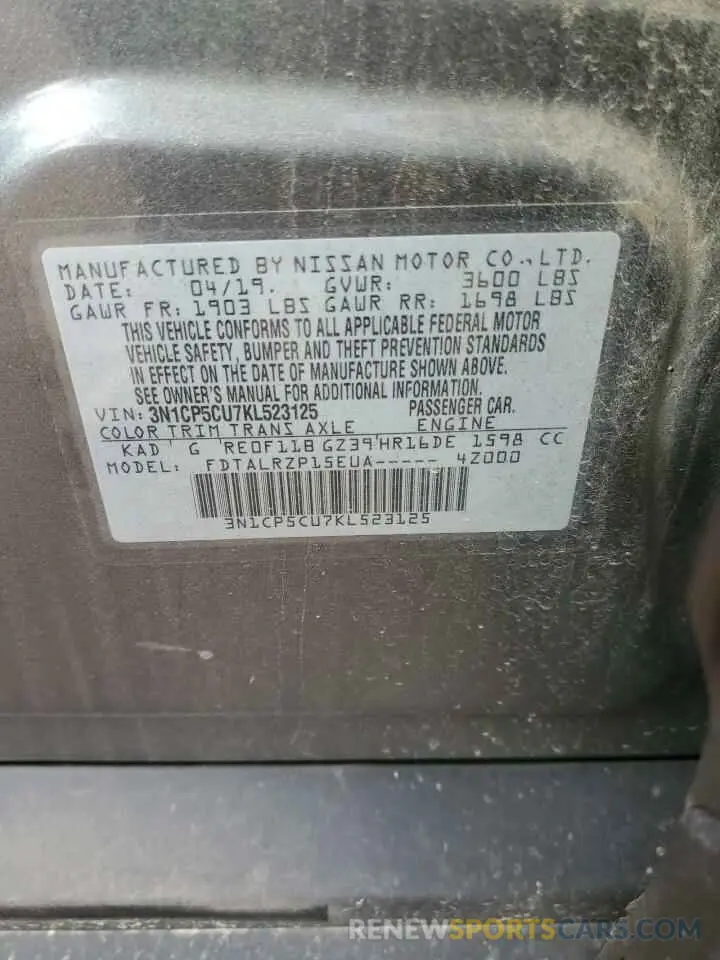 MANUFACTURED BY NISSAN MOTOR CO., LTD.
DATE: 04/19. GVWR: 3600 LBS
GAWR FR: 1903 LBS GAWR RR: 1698 LBS
THIS VEHICLE CONFORMS TO ALL APPLICABLE FEDERAL MOTOR
VEHICLE SAFETY, BUMPER AND THEFT PREVENTION STANDARDS
IN EFFECT ON THE DATE OF MANUFACTURE SHOWN ABOVE.
SEE OWNER'S MANUAL FOR ADDITIONAL INFORMATION.
VIN: 3N1CP5CU7KL523125 PASSENGER CAR.
COLOR TRIM TRANS AXLE ENGINE
KAD G RE0F11B GZ39 HR16DE 1598 CC
MODEL: FDTALRZP15EUA----- 4Z000
3N1CP5CU7KL523125
RENEWSPORTSCARS.COM